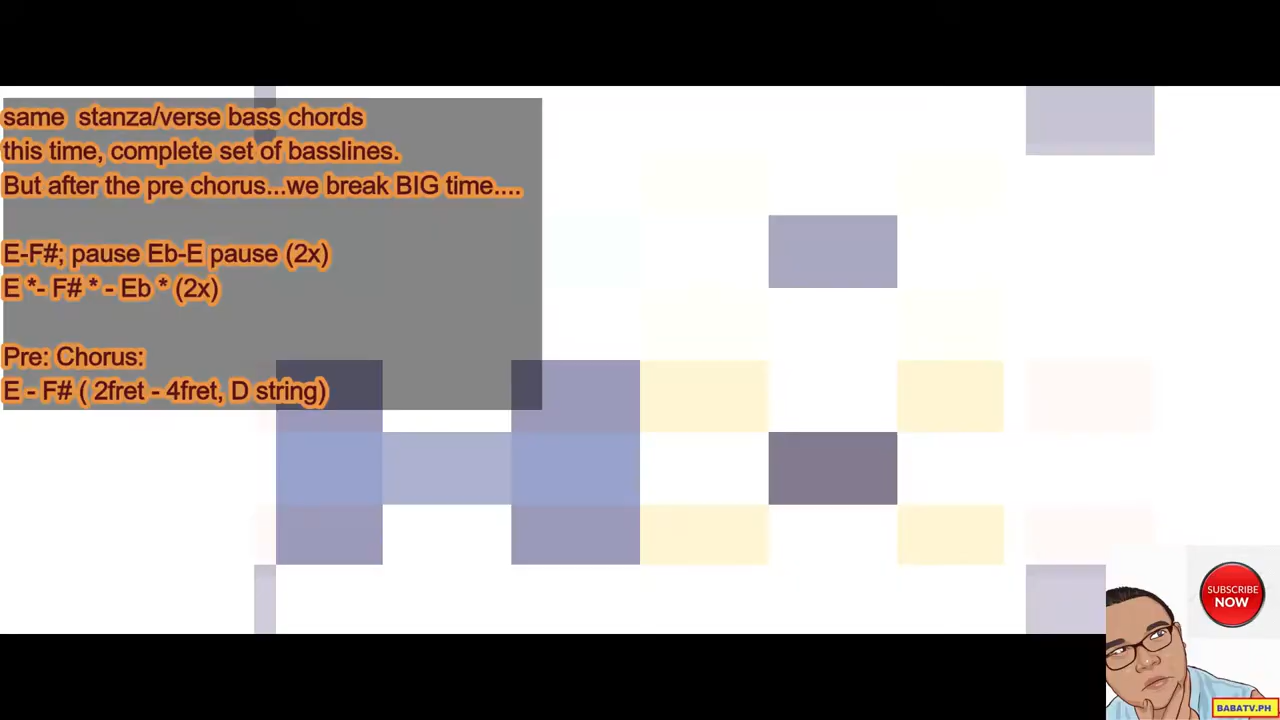 same  stanza/verse bass chords
this time, complete set of basslines.
But after the pre chorus...we break BIG time....
E-F#; pause Eb-E pause (2x)
E *- F# * - Eb * (2x)
Pre: Chorus:
E - F# ( 2fret - 4fret, D string)
SUBSCRIBE
NOW
BABATV.PH